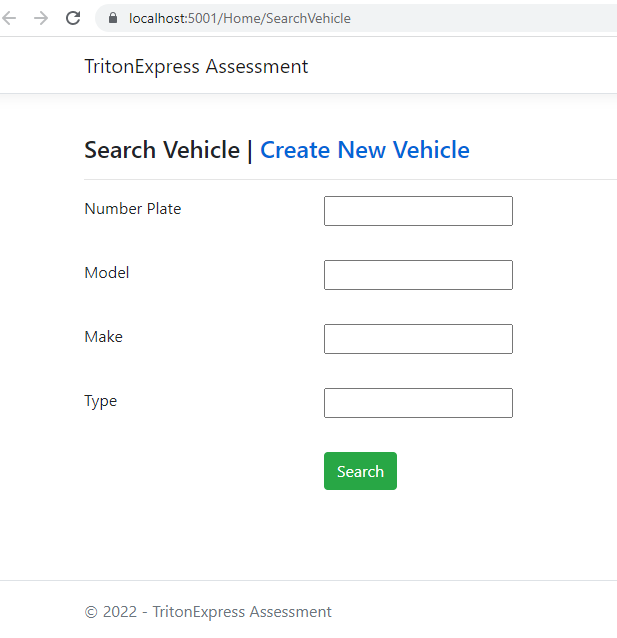 localhost:5001/Home/SearchVehicle
TritonExpress Assessment
Search Vehicle | Create New Vehicle
Number Plate
Model
Make
Type
Search
© 2022 - TritonExpress Assessment